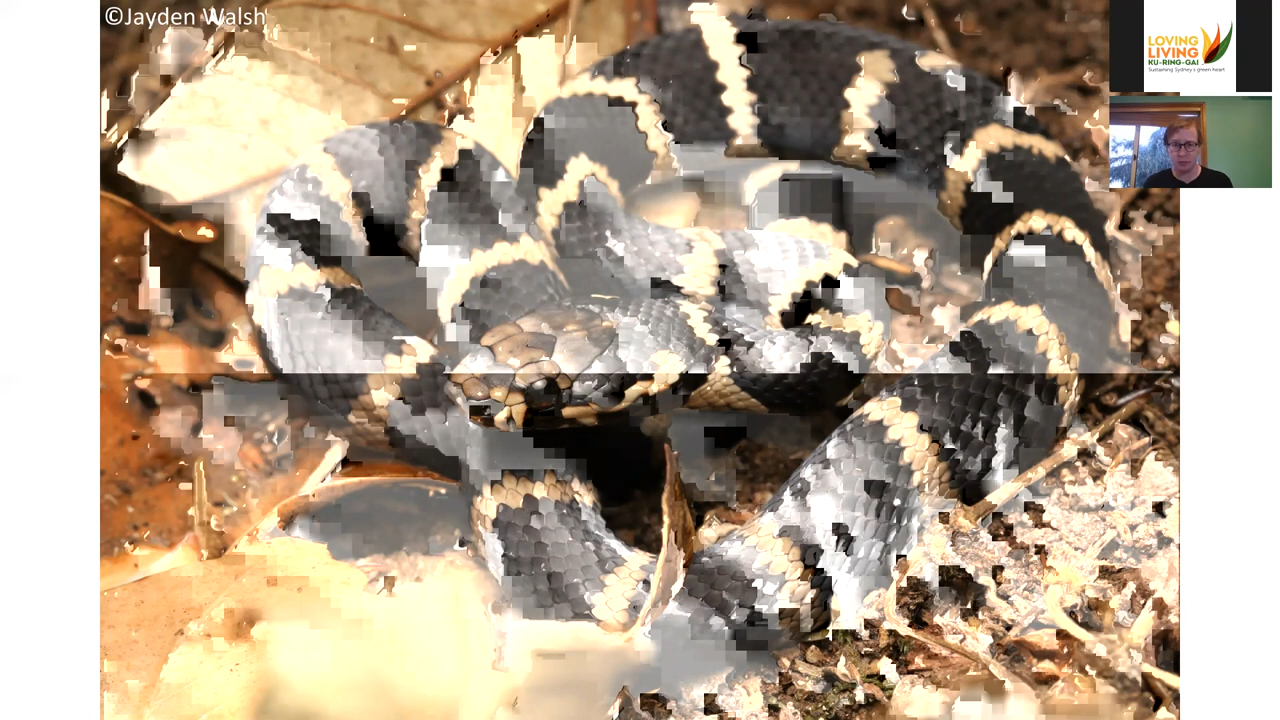 ©Jayden Walsh
LOVING
LIVING
KU-RING-GAI
Sustaining Sydney's green heart